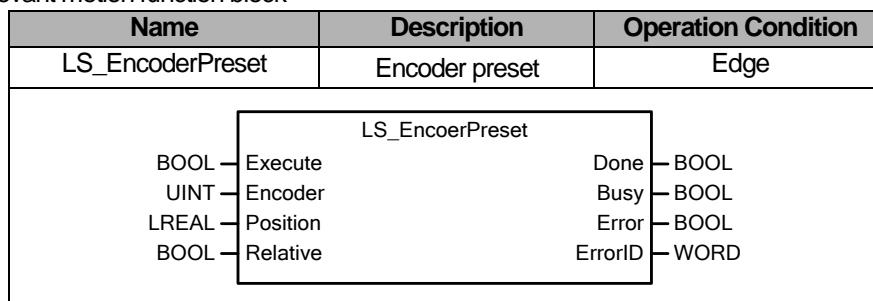 vant motion function block
Name Description Operation Condition
LS_EncoderPreset Encoder preset Edge
LS_EncoerPreset
BOOL Execute Done BOOL
UINT Encoder Busy BOOL
LREAL Position Error BOOL
BOOL Relative ErrorID WORD